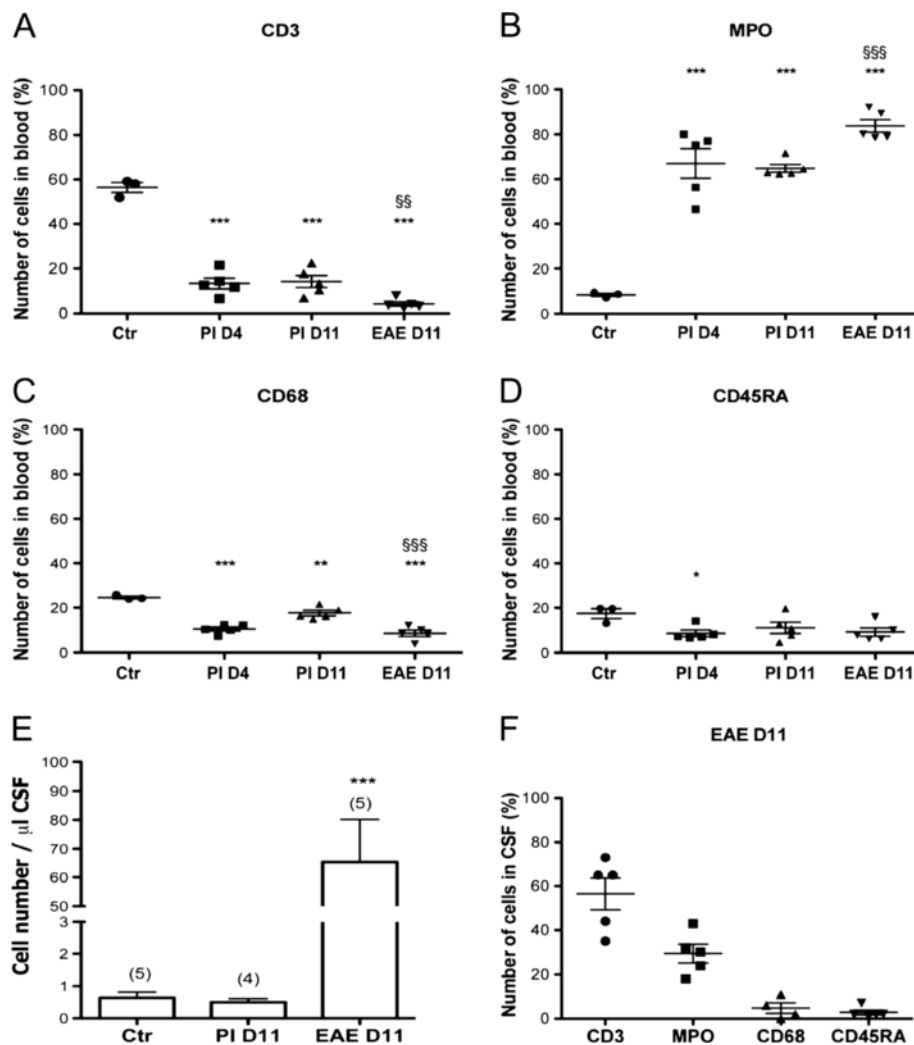 A
CD3
Number of cells in blood (%)
100
80
60
40
20
0
***
***
§§
***
Ctr
PI D4
PI D11
EAE D11
B
MPO
Number of cells in blood (%)
100
80
60
40
20
0
***
***
§§§
***
Ctr
PI D4
PI D11
EAE D11
C
CD68
Number of cells in blood (%)
100
80
60
40
20
0
***
**
§§§
***
Ctr
PI D4
PI D11
EAE D11
D
CD45RA
Number of cells in blood (%)
100
80
60
40
20
0
*
Ctr
PI D4
PI D11
EAE D11
E
Cell number / µl CSF
100
90
80
70
60
50
3
2
1
0
(5)
(4)
***
(5)
Ctr
PI D11
EAE D11
F
EAE D11
Number of cells in CSF (%)
100
80
60
40
20
0
CD3
MPO
CD68
CD45RA